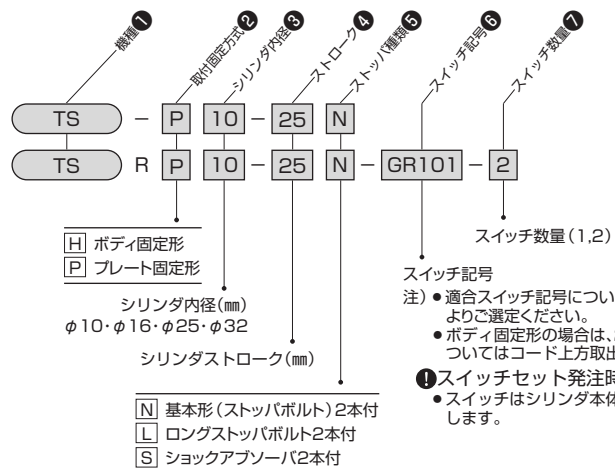 機種❶
取付固定方式❷
シリンダ内径❸
ストローク❹
ストッパ種類❺
スイッチ記号❻
スイッチ数量❼
TS - P 10 - 25 N
TS R P 10 - 25 N - GR101 - 2
H ボディ固定形
P プレート固定形
シリンダ内径(㎜)
φ10・φ16・φ25・φ32
シリンダストローク(㎜)
N 基本形(ストッパボルト)2本付
L ロングストッパボルト2本付
S ショックアブソーバ2本付
スイッチ数量(1,2)
スイッチ記号
注) ● 適合スイッチ記号につい
よりご選定ください。
● ボディ固定形の場合は、
ついてはコード上方取出
❗スイッチセット発注時
● スイッチはシリンダ本体
します。